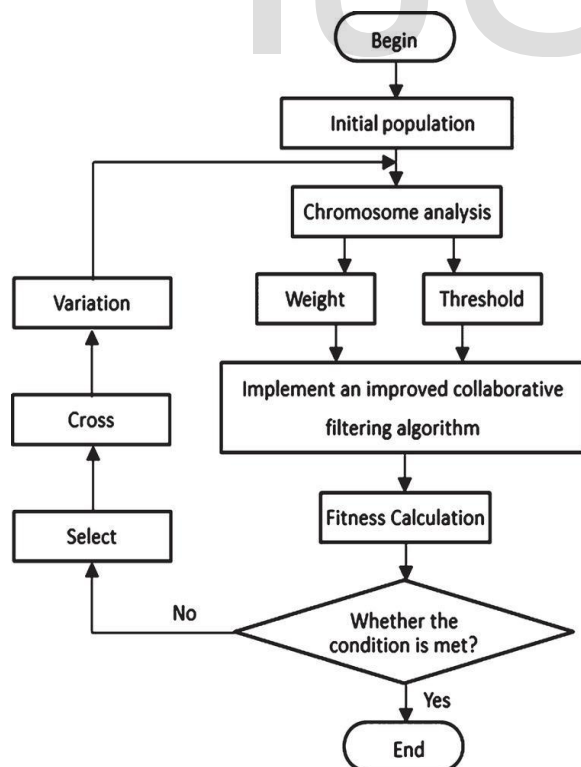 Begin
Initial population
Chromosome analysis
Weight
Threshold
Implement an improved collaborative
filtering algorithm
Fitness Calculation
Whether the
condition is met?
No
Select
Cross
Variation
Yes
End